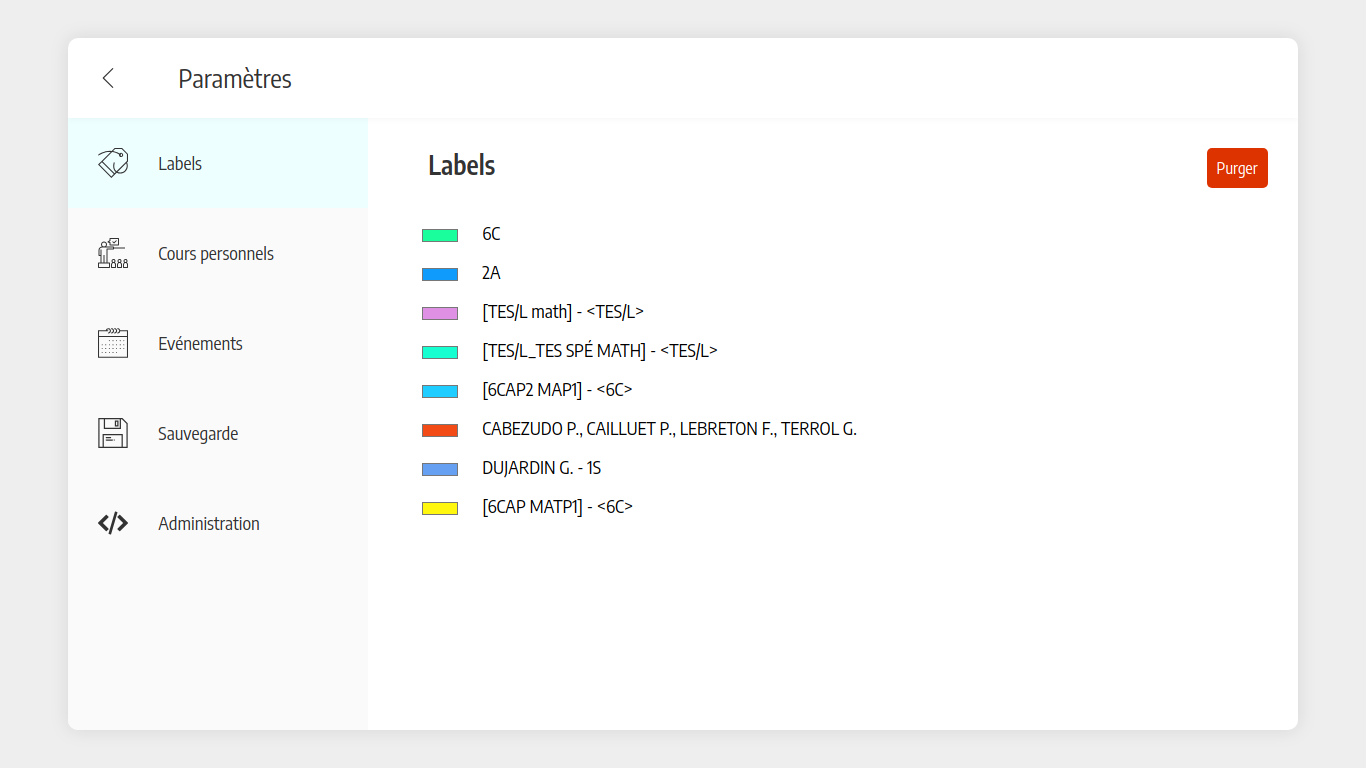 Paramètres
Labels
Cours personnels
Evénements
Sauvegarde
Administration
Labels
Purger
6C
2A
[TES/L math] - <TES/L>
[TES/L_TES SPÉ MATH] - <TES/L>
[6CAP2 MAP1] - <6C>
CABEZUDO P., CAILLUET P., LEBRETON F., TERROL G.
DUJARDIN G. - 1S
[6CAP MATP1] - <6C>